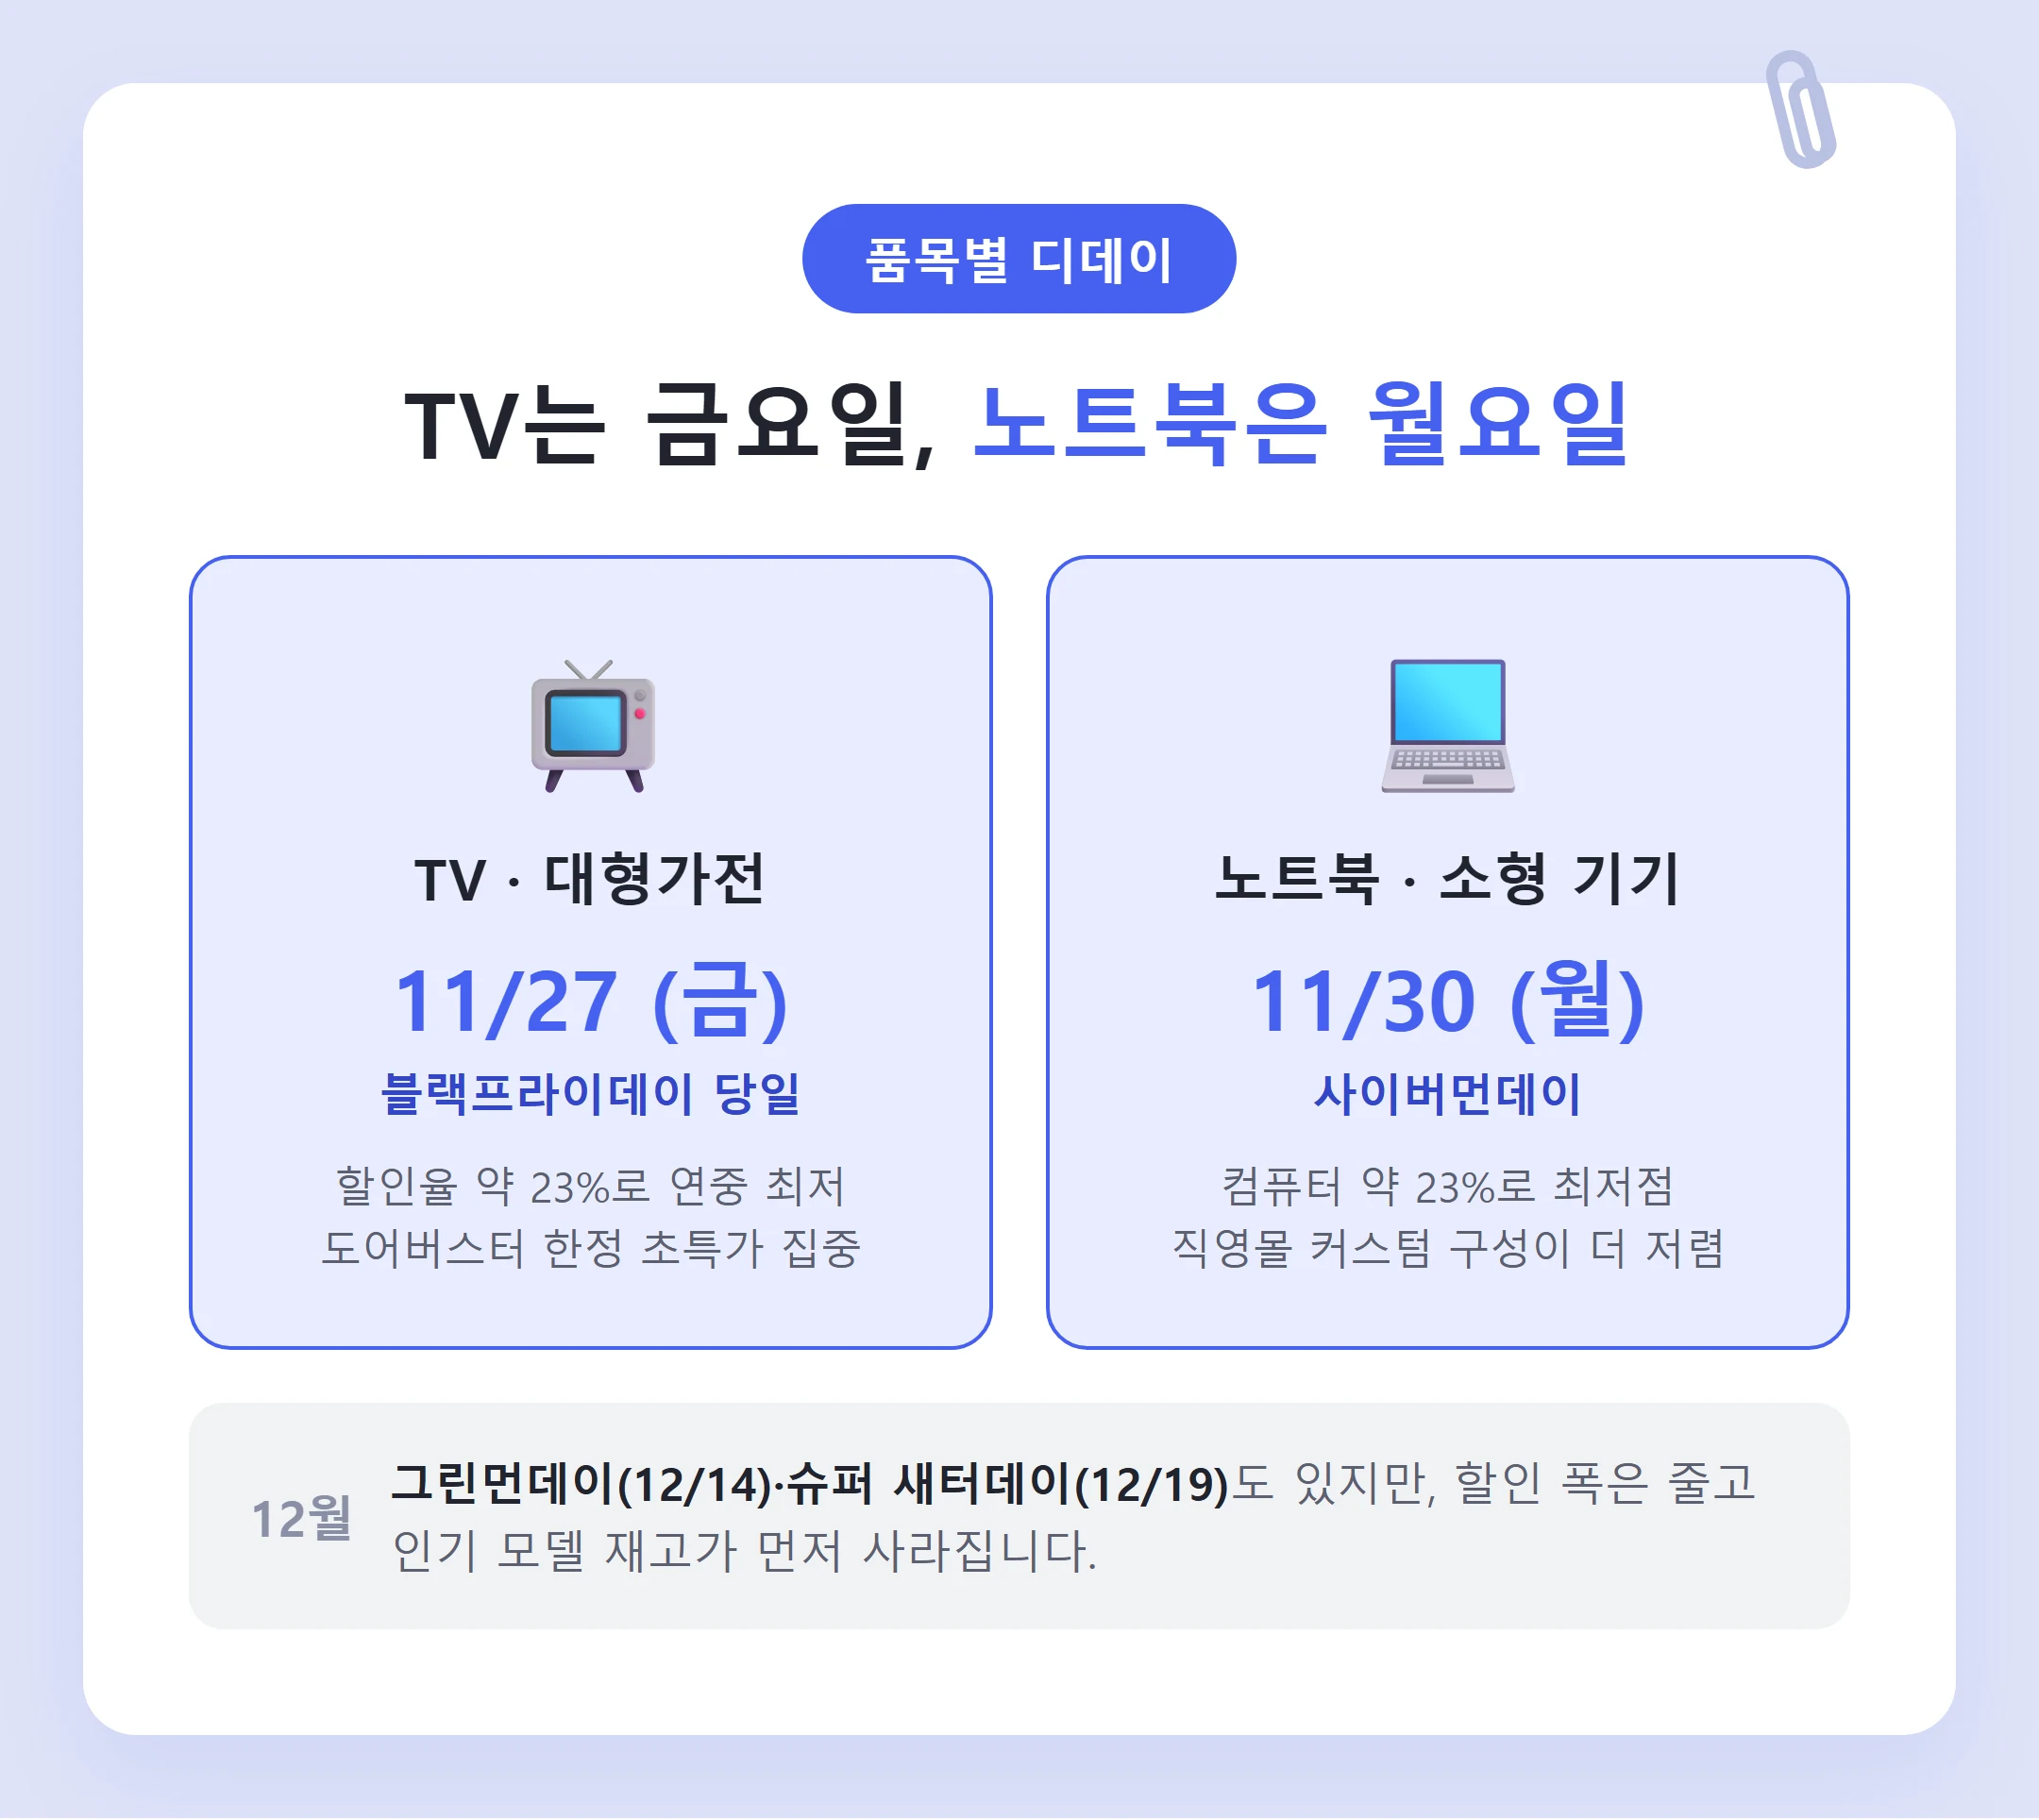 품목별 디데이
TV는 금요일, 노트북은 월요일
TV · 대형가전
11/27 (금)
블랙프라이데이 당일
할인율 약 23%로 연중 최저
도어버스터 한정 초특가 집중
노트북 · 소형 기기
11/30 (월)
사이버먼데이
컴퓨터 약 23%로 최저점
직영몰 커스텀 구성이 더 저렴
12월
그린먼데이(12/14)·슈퍼 새터데이(12/19)도 있지만, 할인 폭은 줄고
인기 모델 재고가 먼저 사라집니다.